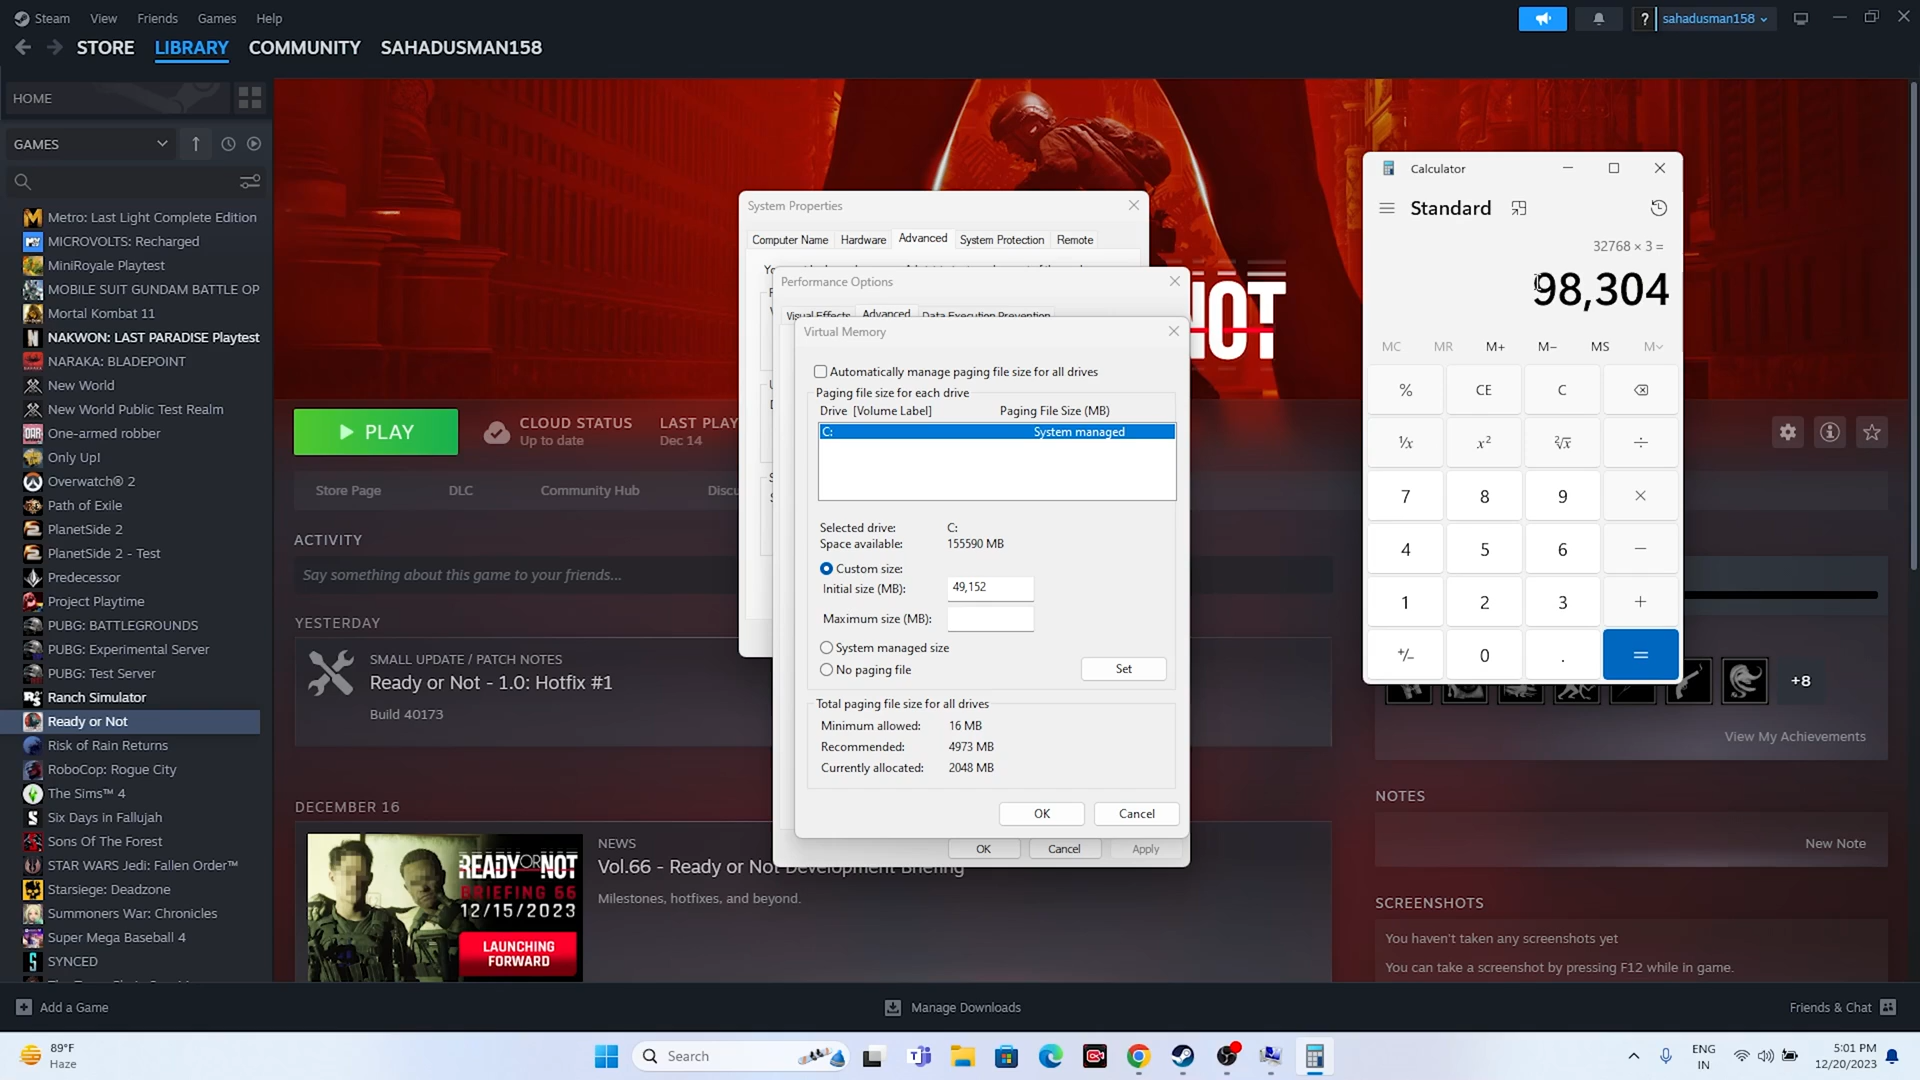 Steam View Friends Games Help
sahadusman158
STORE LIBRARY COMMUNITY SAHADUSMAN158
HOME
GAMES
Metro: Last Light Complete Edition
MICROVOLTS: Recharged
MiniRoyale Playtest
MOBILE SUIT GUNDAM BATTLE OP
Mortal Kombat 11
NAKWON: LAST PARADISE Playtest
NARAKA: BLADEPOINT
New World
New World Public Test Realm
One-armed robber
Only Up!
Overwatch® 2
Path of Exile
PlanetSide 2
PlanetSide 2 - Test
Predecessor
Project Playtime
PUBG: BATTLEGROUNDS
PUBG: Experimental Server
PUBG: Test Server
Ranch Simulator
Ready or Not
Risk of Rain Returns
RoboCop: Rogue City
The Sims™ 4
Six Days in Fallujah
Sons Of The Forest
STAR WARS Jedi: Fallen Order™
Starsiege: Deadzone
Summoners War: Chronicles
Super Mega Baseball 4
SYNCED
PLAY
CLOUD STATUS
Up to date
LAST PLAY
Dec 14
Store Page DLC Community Hub Discu
ACTIVITY
Say something about this game to your friends...
YESTERDAY
SMALL UPDATE / PATCH NOTES
Ready or Not - 1.0: Hotfix #1
Build 40173
DECEMBER 16
READY OR NOT
BRIEFING 66
12/15/2023
LAUNCHING
FORWARD
NEWS
Vol.66 - Ready or Not Development Briefing
Milestones, hotfixes, and beyond.
NOT
System Properties
Computer Name Hardware Advanced System Protection Remote
Performance Options
Visual Effects Advanced Data Execution Prevention
Virtual Memory
Automatically manage paging file size for all drives
Paging file size for each drive
Drive [Volume Label] Paging File Size (MB)
C: System managed
Selected drive: C:
Space available: 155590 MB
Custom size:
Initial size (MB): 49,152
Maximum size (MB):
System managed size
No paging file
Set
Total paging file size for all drives
Minimum allowed: 16 MB
Recommended: 4973 MB
Currently allocated: 2048 MB
OK Cancel
OK Cancel Apply
Calculator
Standard
32768 × 3 =
98,304
MC MR M+ M− MS M˅
% CE C
¹/x x² ²√x ÷
7 8 9 ×
4 5 6 −
1 2 3 +
+/− 0 . =
+8
View My Achievements
NOTES
New Note
SCREENSHOTS
You haven't taken any screenshots yet
You can take a screenshot by pressing F12 while in game.
Add a Game
Manage Downloads
Friends & Chat
89°F
Haze
Search
ENG
IN
5:01 PM
12/20/2023